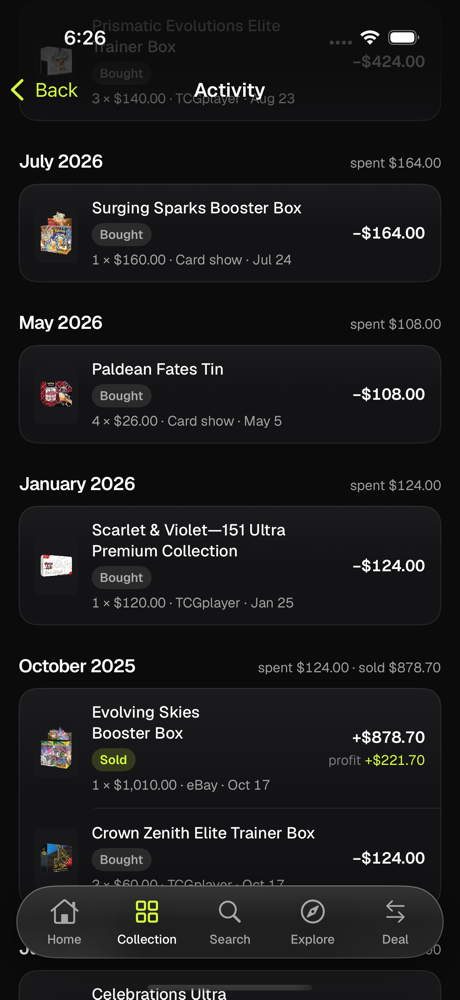 Prismatic Evolutions Elite
6:26
Trainer Box
Bought
−$424.00
Back
Activity
3 × $140.00 · TCGplayer · Aug 23
July 2026
spent $164.00
Surging Sparks Booster Box
Bought
−$164.00
1 × $160.00 · Card show · Jul 24
May 2026
spent $108.00
Paldean Fates Tin
Bought
−$108.00
4 × $26.00 · Card show · May 5
January 2026
spent $124.00
Scarlet & Violet—151 Ultra
Premium Collection
Bought
−$124.00
1 × $120.00 · TCGplayer · Jan 25
October 2025
spent $124.00 · sold $878.70
Evolving Skies
Booster Box
+$878.70
Sold
profit +$221.70
1 × $1,010.00 · eBay · Oct 17
Crown Zenith Elite Trainer Box
Bought
−$124.00
2 × $60.00 · TCGplayer · Oct 17
Home
Collection
Search
Explore
Deal
Celebrations Ultra